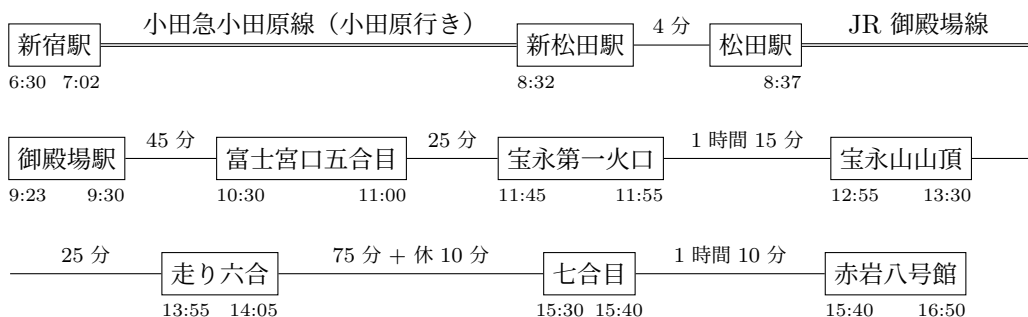 小田急小田原線（小田原行き） 4 分 JR 御殿場線
新宿駅 新松田駅 松田駅
6:30 7:02 8:32 8:37
45 分 25 分 1 時間 15 分
御殿場駅 富士宮口五合目 宝永第一火口 宝永山山頂
9:23 9:30 10:30 11:00 11:45 11:55 12:55 13:30
25 分 75 分 + 休 10 分 1 時間 10 分
走り六合 七合目 赤岩八号館
13:55 14:05 15:30 15:40 15:40 16:50